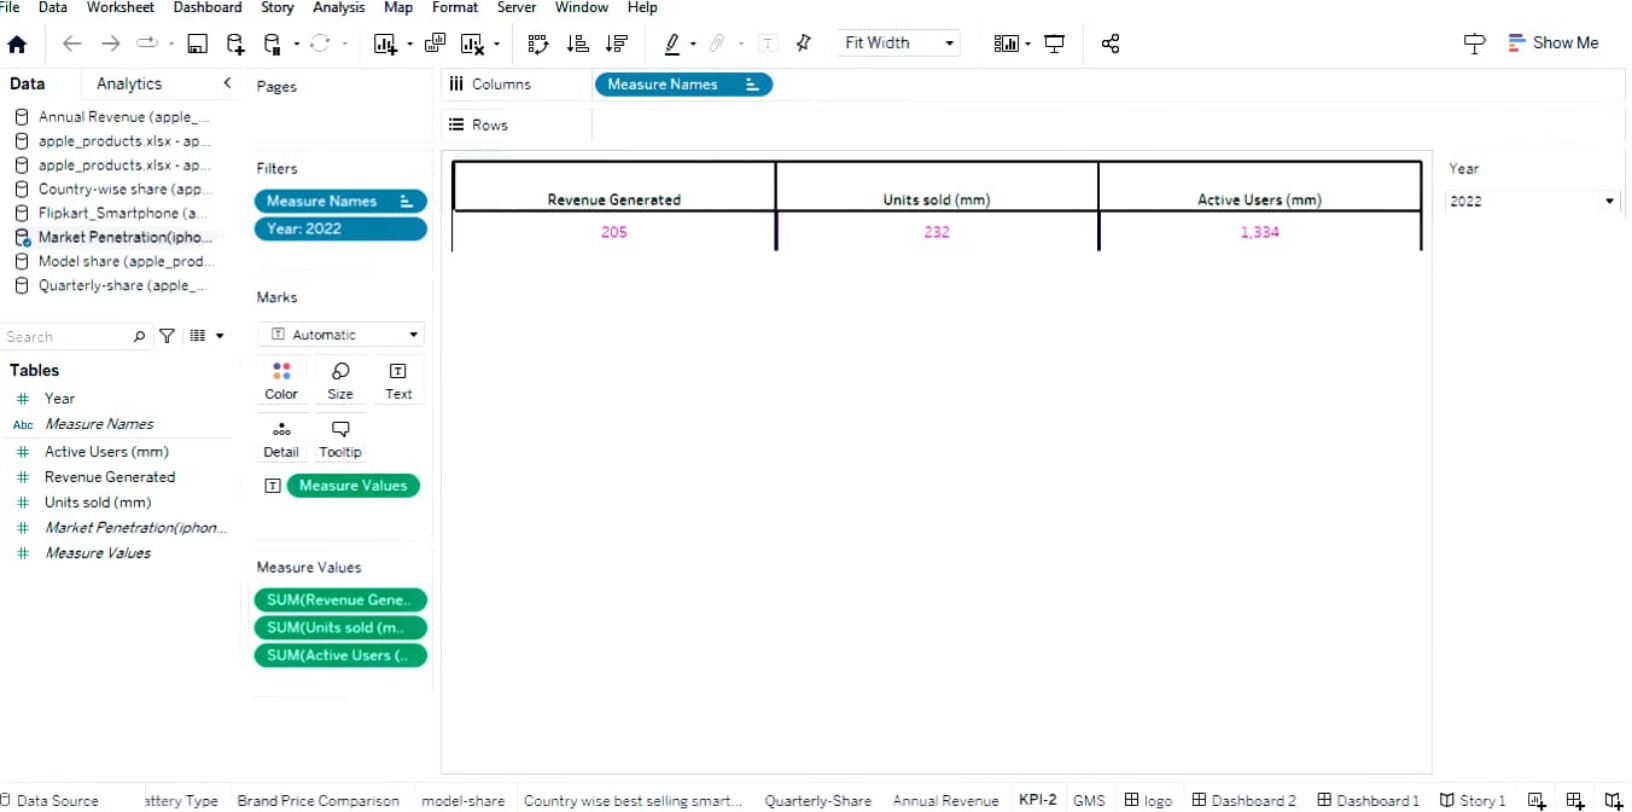 File Data Worksheet Dashboard Story Analysis Map Format Server Window Help
Fit Width
Show Me
Data Analytics
Annual Revenue (apple_...
apple_products.xlsx - ap...
apple_products.xlsx - ap...
Country-wise share (app...
Flipkart_Smartphone (a...
Market Penetration(ipho...
Model share (apple_prod...
Quarterly-share (apple_...
Search
Tables
# Year
Abc Measure Names
# Active Users (mm)
# Revenue Generated
# Units sold (mm)
# Market Penetration(iphon...
# Measure Values
Pages
Filters
Measure Names
Year: 2022
Marks
T Automatic
Color Size T Text
Detail Tooltip
T Measure Values
Measure Values
SUM(Revenue Gene..
SUM(Units sold (m..
SUM(Active Users (..
Columns Measure Names
Rows
Revenue Generated Units sold (mm) Active Users (mm)
205 232 1,334
Year
2022
Data Source attery Type Brand Price Comparison model-share Country wise best selling smart... Quarterly-Share Annual Revenue KPI-2 GMS logo Dashboard 2 Dashboard 1 Story 1